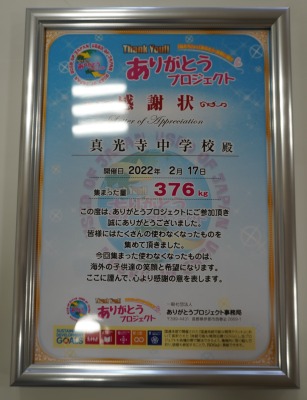 Thank You!!
ありがとう
プロジェクト
感謝状
Letter of Appreciation
真光寺中学校 殿
開催日 2022年 2月 17日
集まった量 376 kg
この度は、ありがとうプロジェクトにご参加頂き
誠にありがとうございました。
皆様にはたくさんの使わなくなったものを
集めて頂きました。
今回集まった使わなくなったものは、
海外の子供達の笑顔と希望になります。
ここに謹んで、心より感謝の意を表します。
ありがとう
プロジェクト
一般社団法人
ありがとうプロジェクト事務局